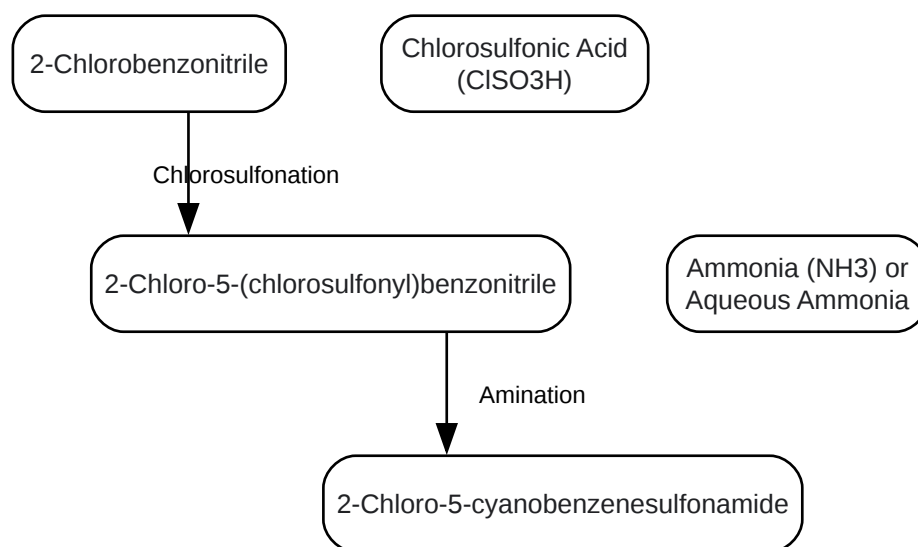 2-Chlorobenzonitrile
Chlorosulfonic Acid
(ClSO3H)
Chlorosulfonation
2-Chloro-5-(chlorosulfonyl)benzonitrile
Ammonia (NH3) or
Aqueous Ammonia
Amination
2-Chloro-5-cyanobenzenesulfonamide